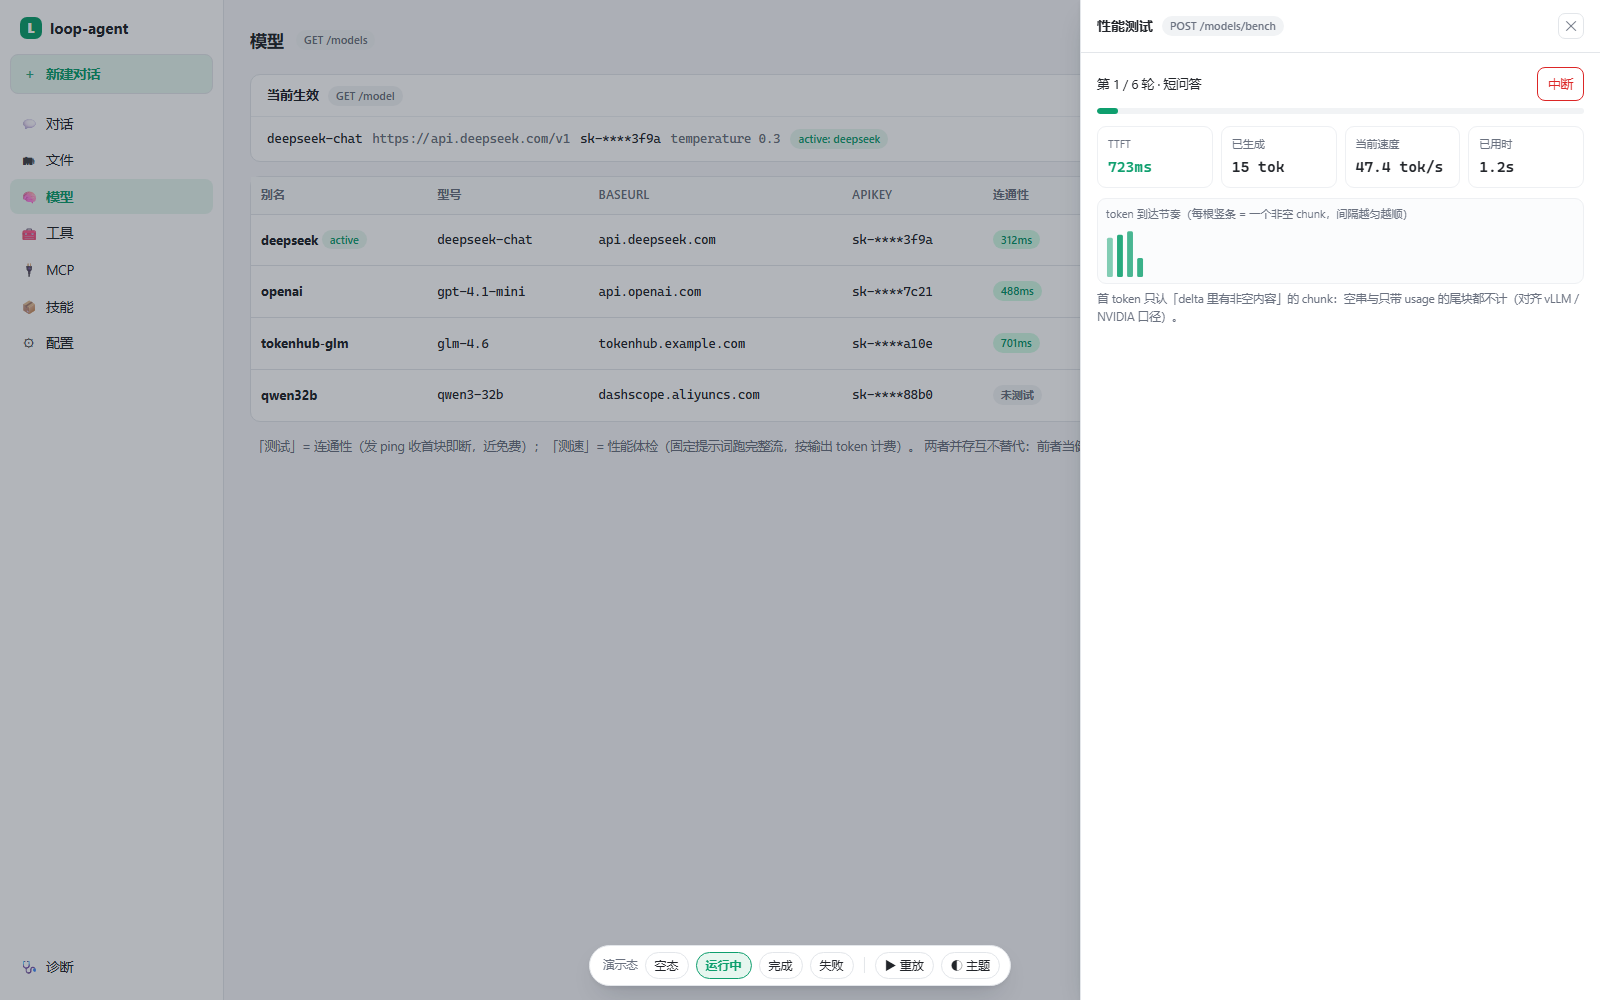 L loop-agent
+ 新建对话
对话
文件
模型
工具
MCP
技能
配置
诊断
模型 GET /models
当前生效 GET /model
deepseek-chat https://api.deepseek.com/v1 sk-****3f9a temperature 0.3 active: deepseek
别名 型号 BASEURL APIKEY 连通性
deepseek active deepseek-chat api.deepseek.com sk-****3f9a 312ms
openai gpt-4.1-mini api.openai.com sk-****7c21 488ms
tokenhub-glm glm-4.6 tokenhub.example.com sk-****a10e 701ms
qwen32b qwen3-32b dashscope.aliyuncs.com sk-****88b0 未测试
「测试」= 连通性（发 ping 收首块即断，近免费）；「测速」= 性能体检（固定提示词跑完整流，按输出 token 计费）。 两者并存互不替代：前者当
性能测试 POST /models/bench
第 1 / 6 轮 · 短问答 中断
TTFT 已生成 当前速度 已用时
723ms 15 tok 47.4 tok/s 1.2s
token 到达节奏（每根竖条 = 一个非空 chunk，间隔越匀越顺）
首 token 只认「delta 里有非空内容」的 chunk：空串与只带 usage 的尾块都不计（对齐 vLLM /
NVIDIA 口径）。
演示态 空态 运行中 完成 失败 ▶ 重放 ◐ 主题